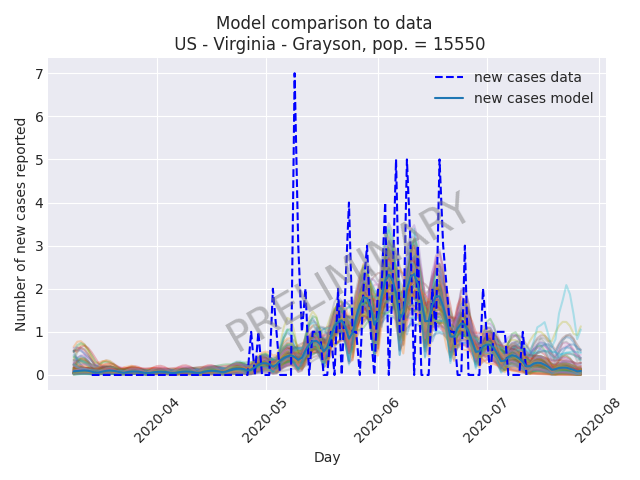 Model comparison to data
US - Virginia - Grayson, pop. = 15550
new cases data
new cases model
Number of new cases reported
7
6
5
4
3
2
1
0
PRELIMINARY
2020-04
2020-05
2020-06
2020-07
2020-08
Day